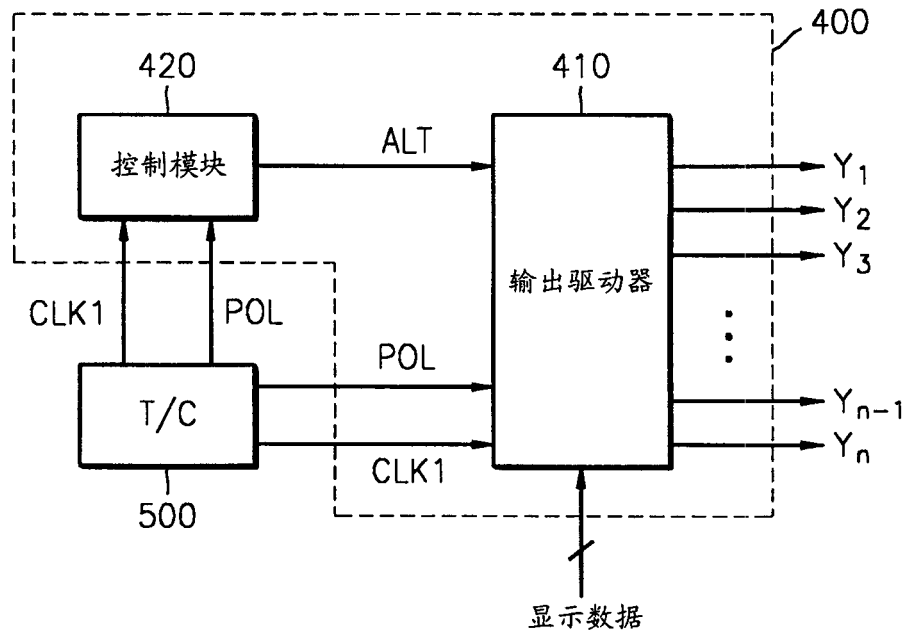 400
420
410
控制模块
ALT
Y1
Y2
Y3
输出驱动器
CLK1
POL
POL
T/C
CLK1
Yn-1
Yn
500
显示数据